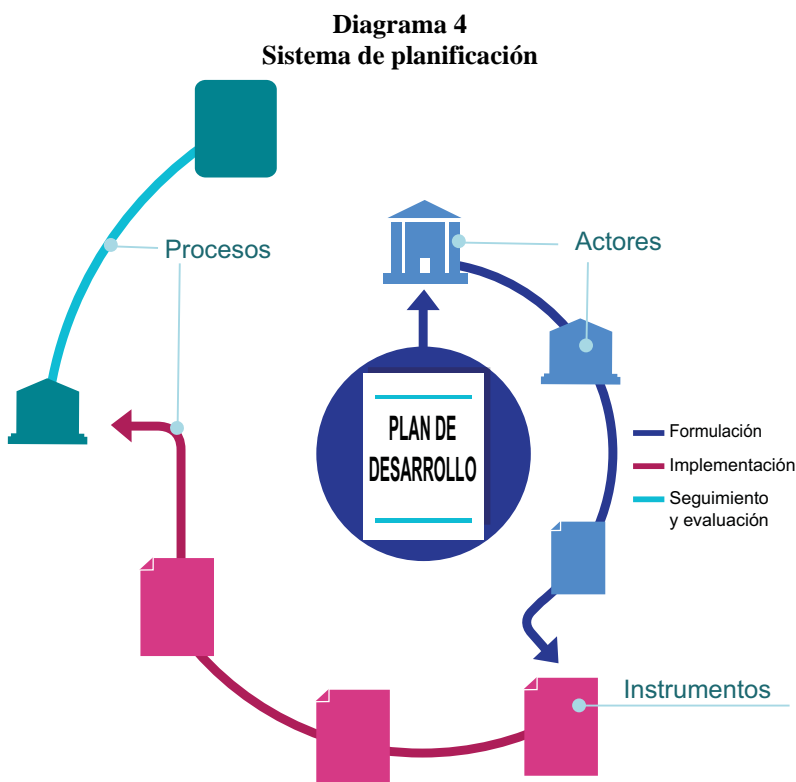 Diagrama 4
Sistema de planificación
Procesos
Actores
PLAN DE
DESARROLLO
Formulación
Implementación
Seguimiento
y evaluación
Instrumentos